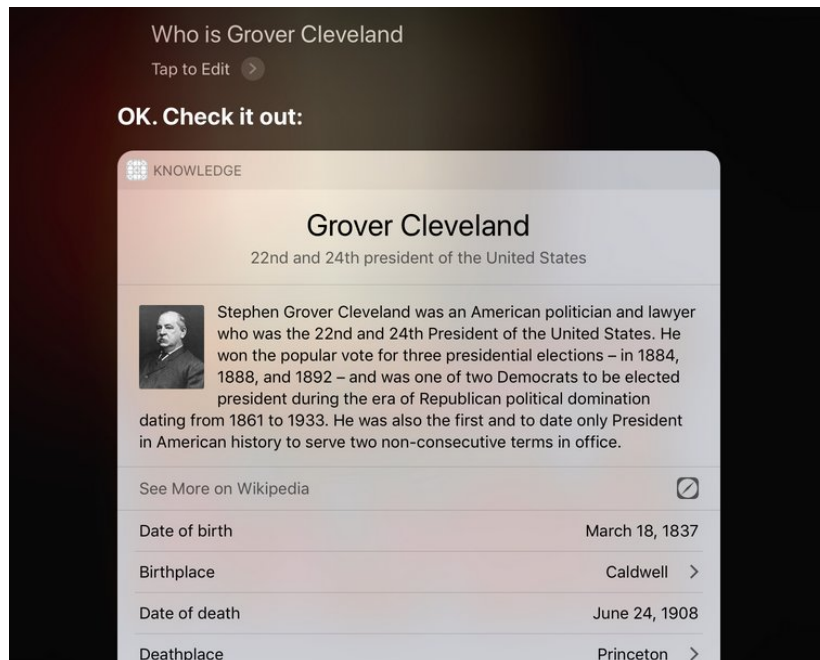 Who is Grover Cleveland
Tap to Edit
OK. Check it out:
KNOWLEDGE
Grover Cleveland
22nd and 24th president of the United States
Stephen Grover Cleveland was an American politician and lawyer
who was the 22nd and 24th President of the United States. He
won the popular vote for three presidential elections – in 1884,
1888, and 1892 – and was one of two Democrats to be elected
president during the era of Republican political domination
dating from 1861 to 1933. He was also the first and to date only President
in American history to serve two non-consecutive terms in office.
See More on Wikipedia
Date of birth March 18, 1837
Birthplace Caldwell
Date of death June 24, 1908
Deathplace Princeton